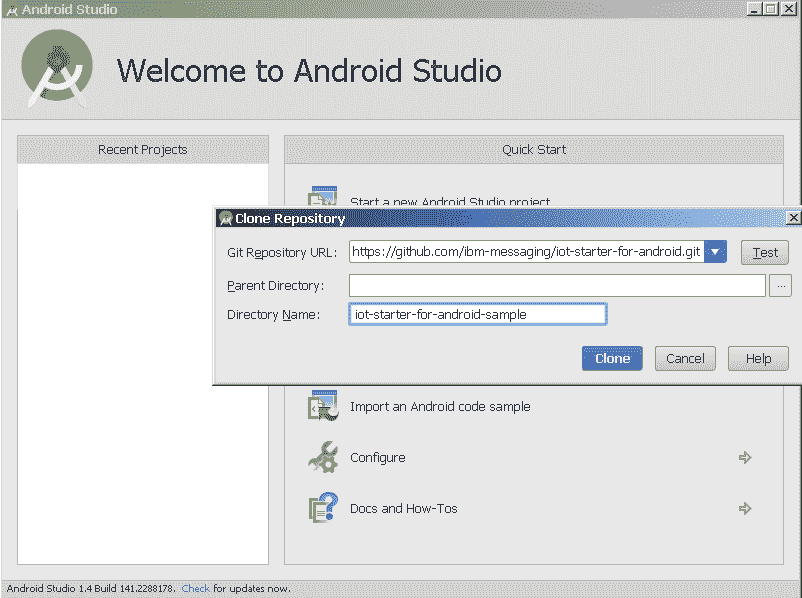 Android Studio
Welcome to Android Studio
Recent Projects
Quick Start
Start a new Android Studio project
Clone Repository
Git Repository URL: https://github.com/ibm-messaging/iot-starter-for-android.git Test
Parent Directory: ...
Directory Name: iot-starter-for-android-sample
Clone Cancel Help
Import an Android code sample
Configure
Docs and How-Tos
Android Studio 1.4 Build 141.2288178. Check for updates now.